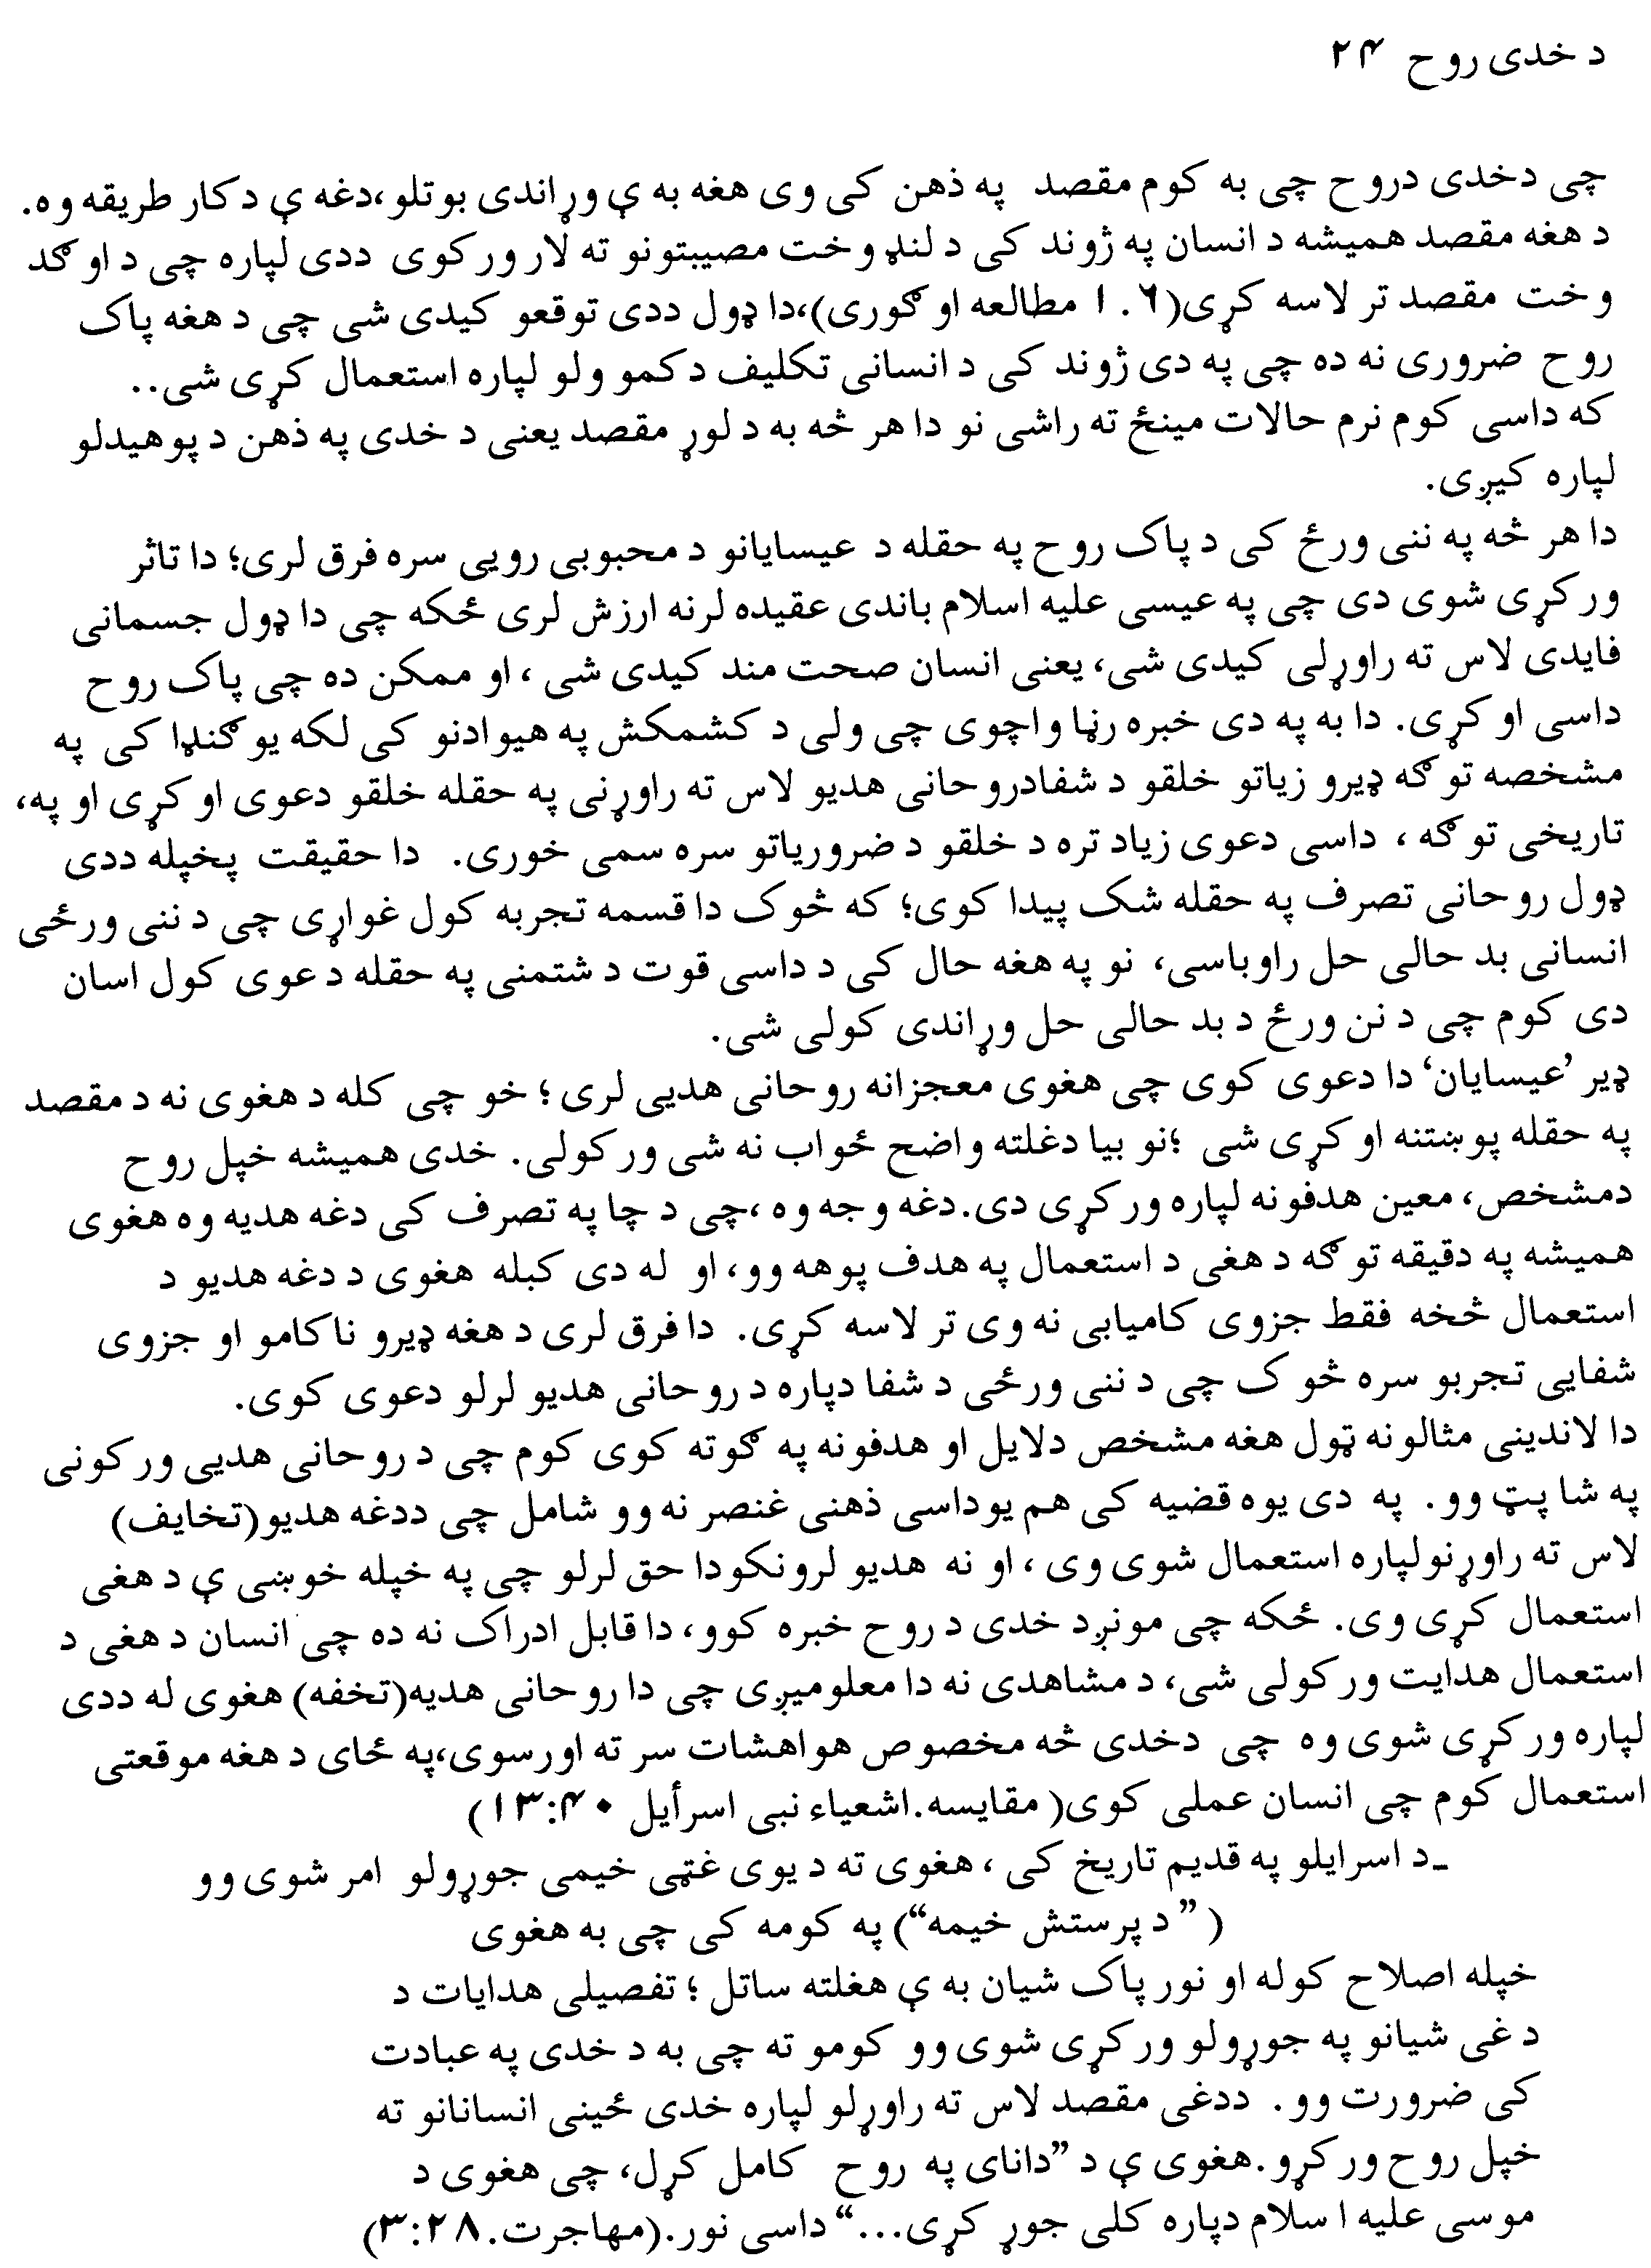 د خدی روح ۲۴
چی دخدی دروح چی به کوم مقصد په ذهن کی وی هغه به ې وړاندی بوتلو،دغه ې دکار طریقه وه.
د هغه مقصد همیشه د انسان په ژوند کی د لنډ وخت مصیبتونو ته لار ورکوی ددی لپاره چی د اوګد
وخت مقصد تر لاسه کړی(۶.۱ مطالعه اوګوری)،دا ډول ددی توقعو کیدی شی چی د هغه پاک
روح ضروری نه ده چی په دی ژوند کی د انسانی تکلیف دکمو ولو لپاره استعمال کړی شی..
که داسی کوم نرم حالات مینځ ته راشی نو دا هر څه به د لوړ مقصد یعنی د خدی په ذهن د پوهیدلو
لپاره کیږی.
دا هر څه په ننی ورځ کی د پاک روح په حقله د عیسایانو د محبوبی رویی سره فرق لری؛ دا تاثر
ورکړی شوی دی چی په عیسی علیه اسلام باندی عقیده لرنه ارزش لری ځکه چی دا ډول جسمانی
فایدی لاس ته راوړلی کیدی شی، یعنی انسان صحت مند کیدی شی ، او ممکن ده چی پاک روح
داسی اوکړی. دا به په دی خبره رڼا واچوی چی ولی د کشمکش په هیوادنو کی لکه یوګنډا کی په
مشخصه توګه ډیرو زیاتو خلقو د شفادروحانی هدیو لاس ته راوړنی په حقله خلقو دعوی اوکړی او په،
تاریخی توګه ، داسی دعوی زیاد تره د خلقو د ضروریاتو سره سمی خوری. دا حقیقت پخپله ددی
ډول روحانی تصرف په حقله شک پیدا کوی؛ که څوک دا قسمه تجربه کول غواړی چی د ننی ورځی
انسانی بد حالی حل راوباسی، نو په هغه حال کی د داسی قوت د شتمنی په حقله دعوی کول اسان
دی کوم چی د نن ورځ د بد حالی حل وړاندی کولی شی.
ډیر ’عیسایان‘ دا دعوی کوی چی هغوی معجزانه روحانی هدیی لری ؛ خو چی کله د هغوی نه د مقصد
په حقله پوښتنه اوکړی شی ؛نو بیا دغلته واضح ځواب نه شی ورکولی. خدی همیشه خپل روح
دمشخص، معین هدفونه لپاره ورکړی دی.دغه وجه وه ،چی د چا په تصرف کی دغه هدیه وه هغوی
همیشه په دقیقه توګه د هغی د استعمال په هدف پوهه وو، او له دی کبله هغوی د دغه هدیو د
استعمال څخه فقط جزوی کامیابی نه وی تر لاسه کړی. دا فرق لری د هغه ډیرو ناکامو او جزوی
شفایی تجربو سره څوک چی د ننی ورځی د شفا دپاره د روحانی هدیو لرلو دعوی کوی.
دا لاندینی مثالونه ټول هغه مشخص دلایل او هدفونه په ګوته کوی کوم چی د روحانی هدیی ورکونی
په شا پټ وو. په دی یوه قضیه کی هم یوداسی ذهنی غنصر نه وو شامل چی ددغه هدیو(تخایف)
لاس ته راوړنولپاره استعمال شوی وی ، او نه هدیو لرونکودا حق لرلو چی په خپله خوښی ې د هغی
استعمال کړی وی. ځکه چی مونږد خدی د روح خبره کوو، دا قابل ادراک نه ده چی انسان د هغی د
استعمال هدایت ورکولی شی، د مشاهدی نه دا معلومیږی چی دا روحانی هدیه(تخفه) هغوی له ددی
لپاره ورکړی شوی وه چی دخدی څه مخصوص هواهشات سر ته اورسوی،په ځای د هغه موقعتی
استعمال کوم چی انسان عملی کوی( مقایسه.اشعیاء نبی اسرأیل ۱۳:۴۰)
ـد اسرایلو په قدیم تاریخ کی ، هغوی ته د یوی غټی خیمی جوړولو امر شوی وو
( ”د پرستش خیمه“) په کومه کی چی به هغوی
خپله اصلاح کوله او نور پاک شیان به ې هغلته ساتل ؛ تفصیلی هدایات د
دغی شیانو په جوړولو ورکړی شوی وو کومو ته چی به د خدی په عبادت
کی ضرورت وو. ددغی مقصد لاس ته راوړلو لپاره خدی ځینی انسانانو ته
خپل روح ورکړو.هغوی ې د ”دانای په روح کامل کړل، چی هغوی د
موسی علیه ا سلام دپاره کلی جوړ کړی...“ داسی نور.(مهاجرت.۳:۲۸)